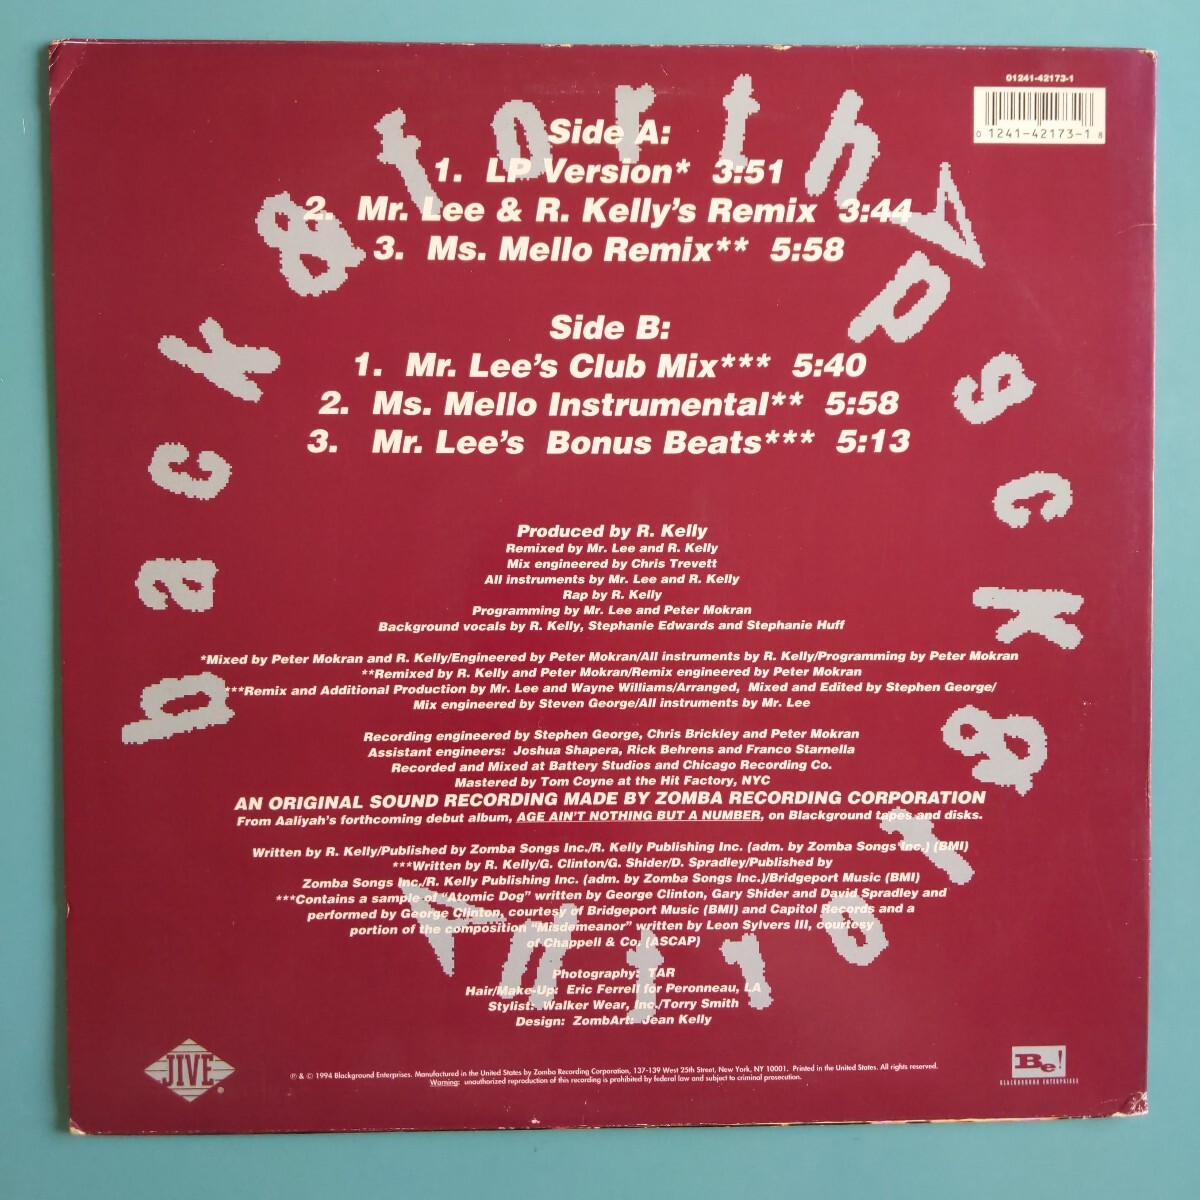 01241-42173-1
0 1241-42173-1 8
back & forth
back & forth
Side A:
1. LP Version* 3:51
2. Mr. Lee & R. Kelly's Remix 3:44
3. Ms. Mello Remix** 5:58
Side B:
1. Mr. Lee's Club Mix*** 5:40
2. Ms. Mello Instrumental** 5:58
3. Mr. Lee's Bonus Beats*** 5:13
Produced by R. Kelly
Remixed by Mr. Lee and R. Kelly
Mix engineered by Chris Trevett
All instruments by Mr. Lee and R. Kelly
Rap by R. Kelly
Programming by Mr. Lee and Peter Mokran
Background vocals by R. Kelly, Stephanie Edwards and Stephanie Huff
*Mixed by Peter Mokran and R. Kelly/Engineered by Peter Mokran/All instruments by R. Kelly/Programming by Peter Mokran
**Remixed by R. Kelly and Peter Mokran/Remix engineered by Peter Mokran
***Remix and Additional Production by Mr. Lee and Wayne Williams/Arranged, Mixed and Edited by Stephen George/
Mix engineered by Steven George/All instruments by Mr. Lee
Recording engineered by Stephen George, Chris Brickley and Peter Mokran
Assistant engineers: Joshua Shapera, Rick Behrens and Franco Starnella
Recorded and Mixed at Battery Studios and Chicago Recording Co.
Mastered by Tom Coyne at the Hit Factory, NYC
AN ORIGINAL SOUND RECORDING MADE BY ZOMBA RECORDING CORPORATION
From Aaliyah's forthcoming debut album, AGE AIN'T NOTHING BUT A NUMBER, on Blackground tapes and disks.
Written by R. Kelly/Published by Zomba Songs Inc./R. Kelly Publishing Inc. (adm. by Zomba Songs Inc.) (BMI)
***Written by R. Kelly/G. Clinton/G. Shider/D. Spradley/Published by
Zomba Songs Inc./R. Kelly Publishing Inc. (adm. by Zomba Songs Inc.)/Bridgeport Music (BMI)
***Contains a sample of "Atomic Dog" written by George Clinton, Gary Shider and David Spradley and
performed by George Clinton, courtesy of Bridgeport Music (BMI) and Capitol Records and a
portion of the composition "Misdemeanor" written by Leon Sylvers III, courtesy
of Chappell & Co. (ASCAP)
Photography: TAR
Hair/Make-Up: Eric Ferrell for Peronneau, LA
Stylist: Walker Wear, Inc./Torry Smith
Design: ZombArt: Jean Kelly
JIVE ®
℗ & © 1994 Blackground Enterprises. Manufactured in the United States by Zomba Recording Corporation, 137-139 West 25th Street, New York, NY 10001. Printed in the United States. All rights reserved.
Warning: unauthorized reproduction of this recording is prohibited by federal law and subject to criminal prosecution.
Be!
BLACKGROUND ENTERPRISES